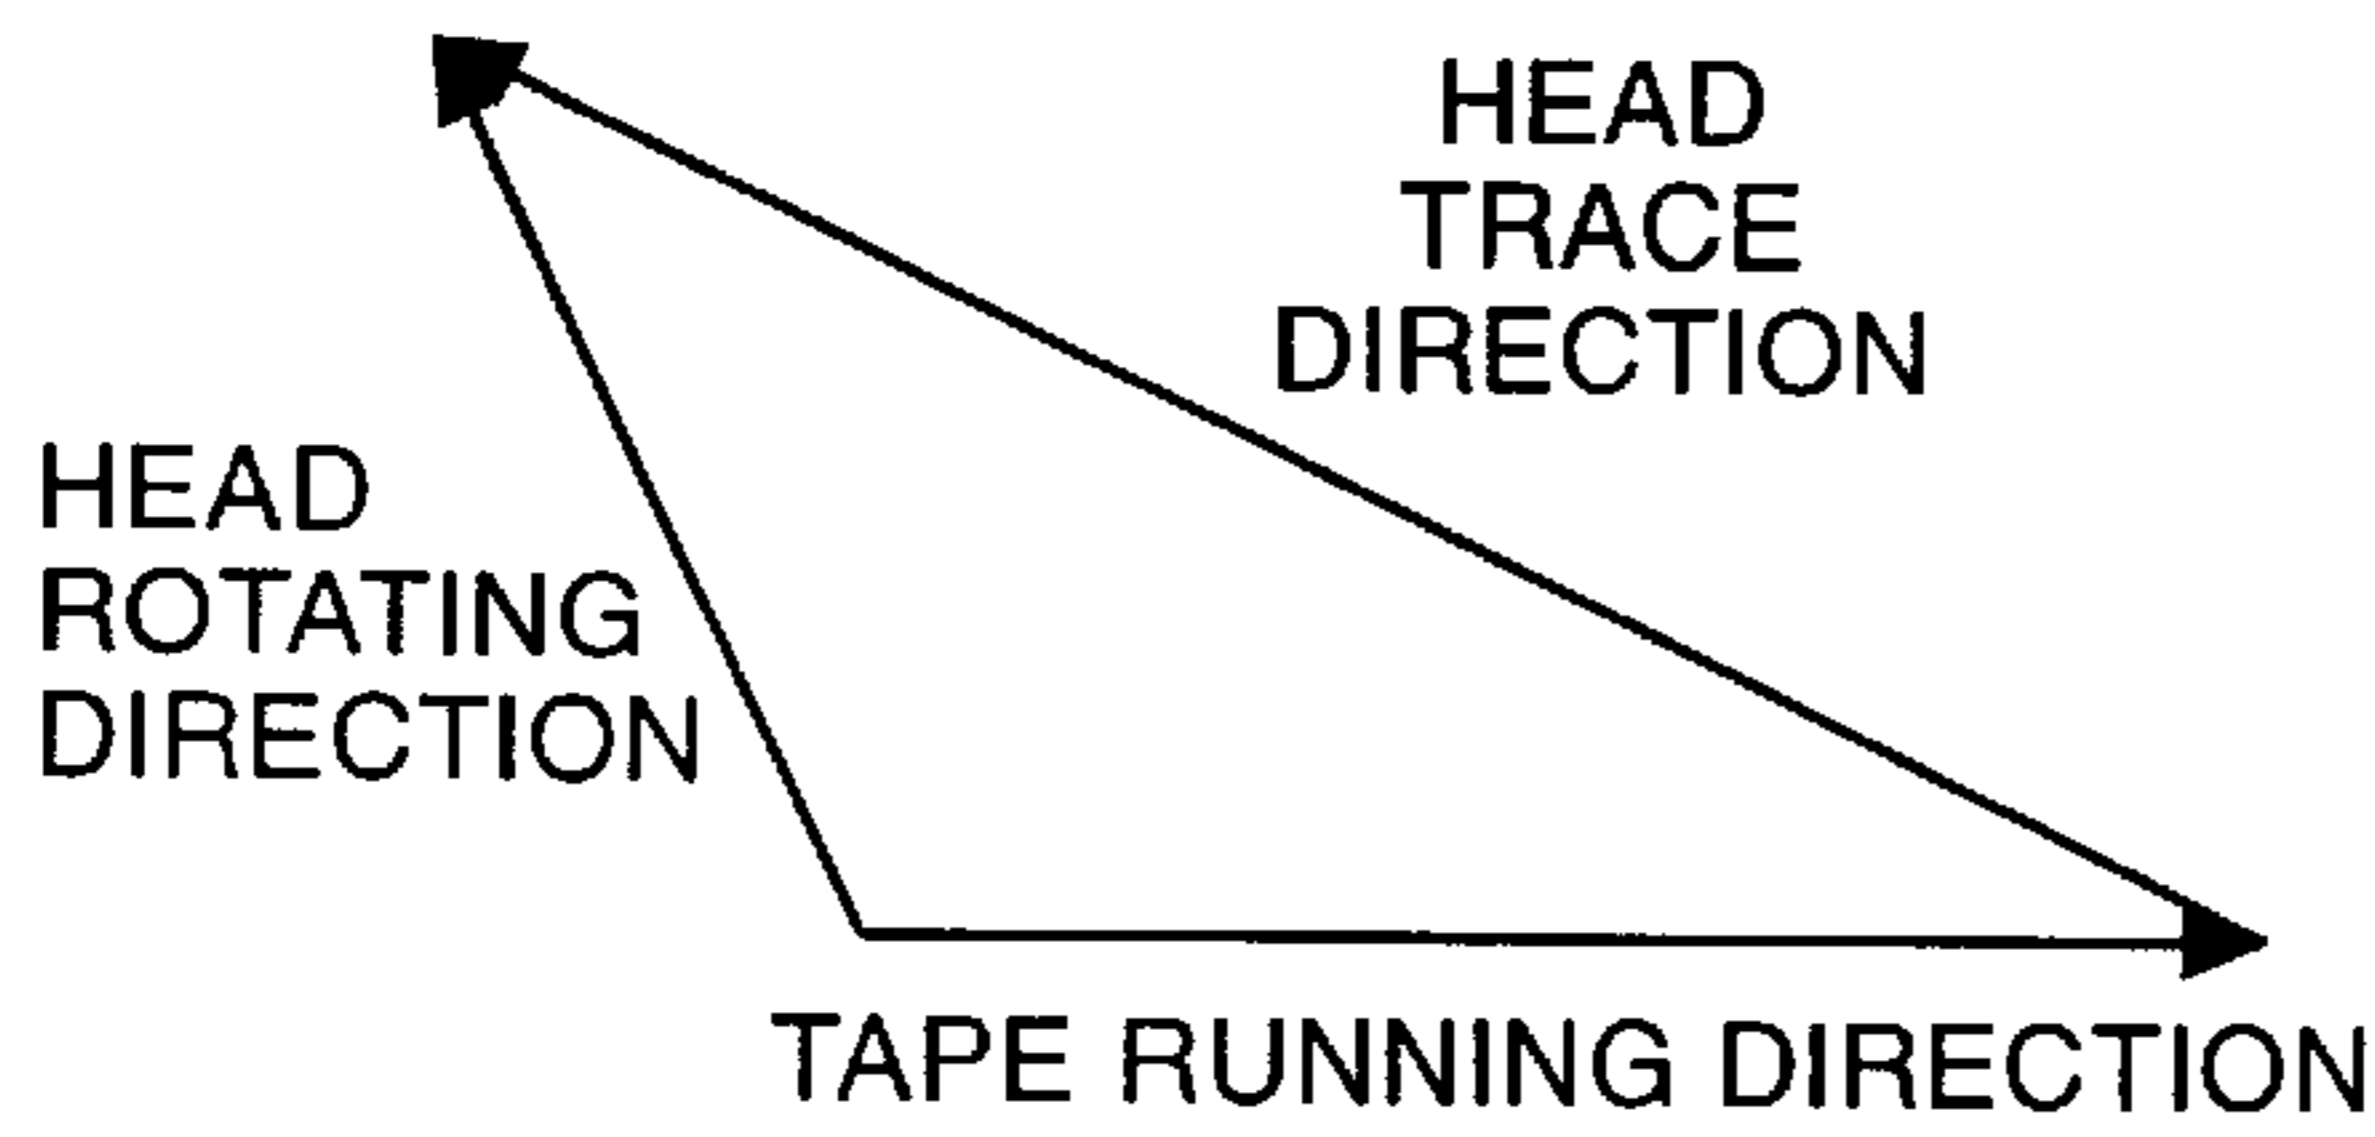 HEAD
TRACE
DIRECTION
HEAD
ROTATING
DIRECTION
TAPE RUNNING DIRECTION